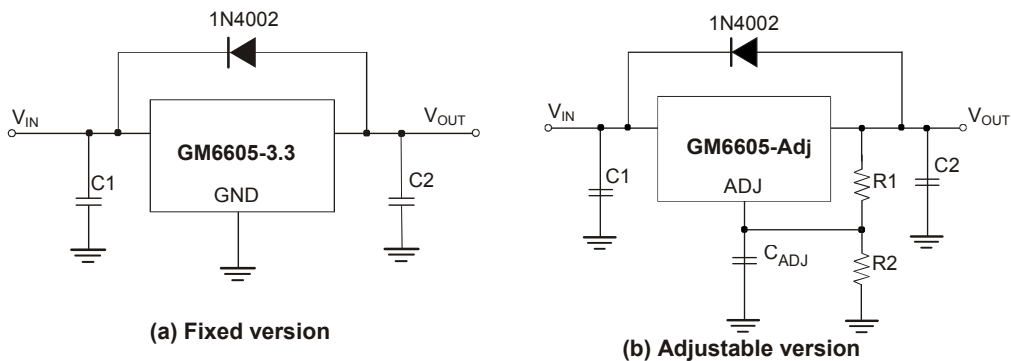 1N4002
V_IN
V_OUT
GM6605-3.3
GND
C1
C2
(a) Fixed version
1N4002
V_IN
V_OUT
GM6605-Adj
ADJ
C1
R1
C2
C_ADJ
R2
(b) Adjustable version